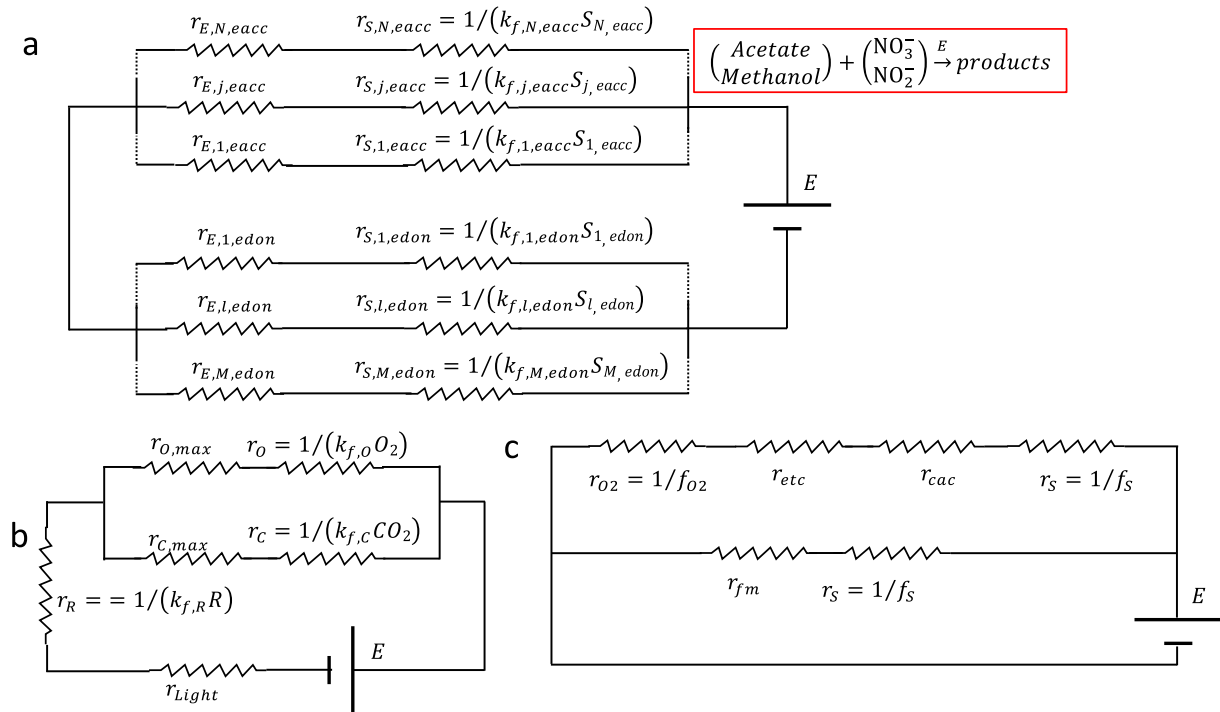 a
r_{E,N,eacc} r_{S,N,eacc} = 1/(k_{f,N,eacc}S_{N, eacc})
(Acetate Methanol) + (NO₃⁻ NO₂⁻) →^{E} products
r_{E,j,eacc} r_{S,j,eacc} = 1/(k_{f,j,eacc}S_{j, eacc})
r_{E,1,eacc} r_{S,1,eacc} = 1/(k_{f,1,eacc}S_{1, eacc})
E
r_{E,1,edon} r_{S,1,edon} = 1/(k_{f,1,edon}S_{1, edon})
r_{E,l,edon} r_{S,l,edon} = 1/(k_{f,l,edon}S_{l, edon})
r_{E,M,edon} r_{S,M,edon} = 1/(k_{f,M,edon}S_{M, edon})
b
r_{O,max} r_O = 1/(k_{f,O}O₂)
r_{C,max} r_C = 1/(k_{f,C}CO₂)
r_R = = 1/(k_{f,R}R)
E
r_{Light}
c
r_{O2} = 1/f_{O2} r_{etc} r_{cac} r_S = 1/f_S
r_{fm} r_S = 1/f_S
E